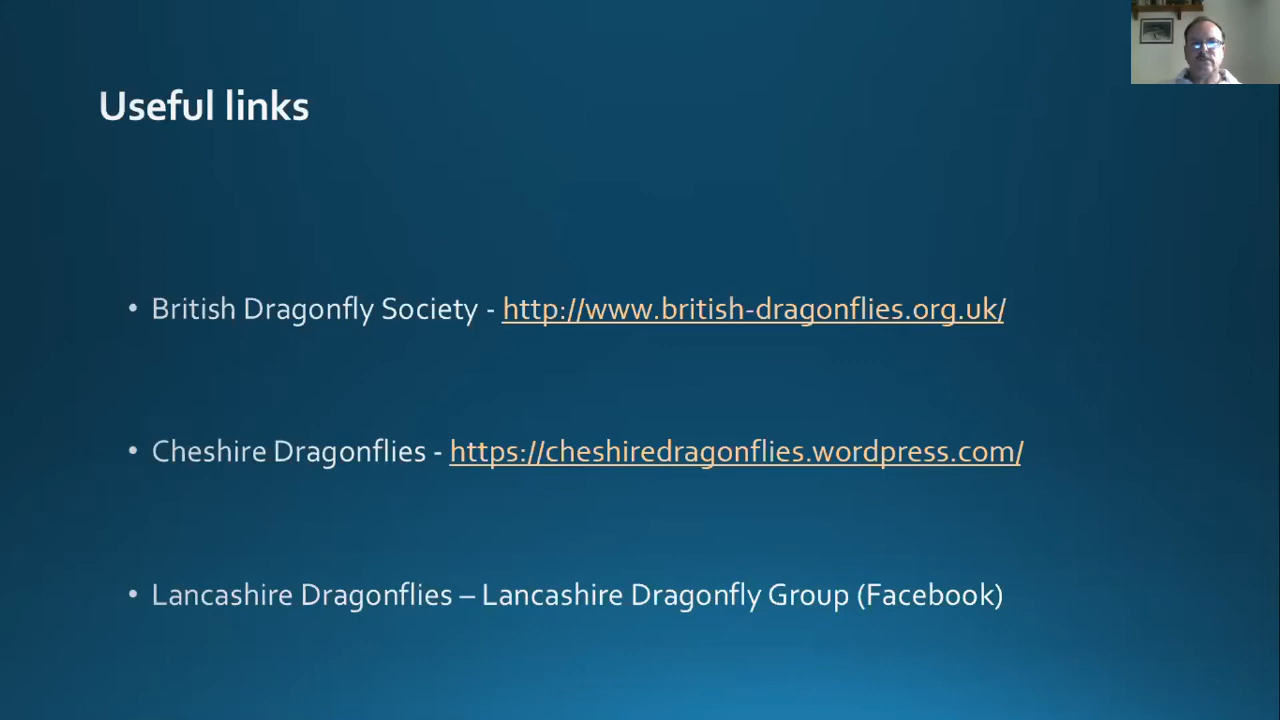 Useful links
• British Dragonfly Society - http://www.british-dragonflies.org.uk/
• Cheshire Dragonflies - https://cheshiredragonflies.wordpress.com/
• Lancashire Dragonflies – Lancashire Dragonfly Group (Facebook)